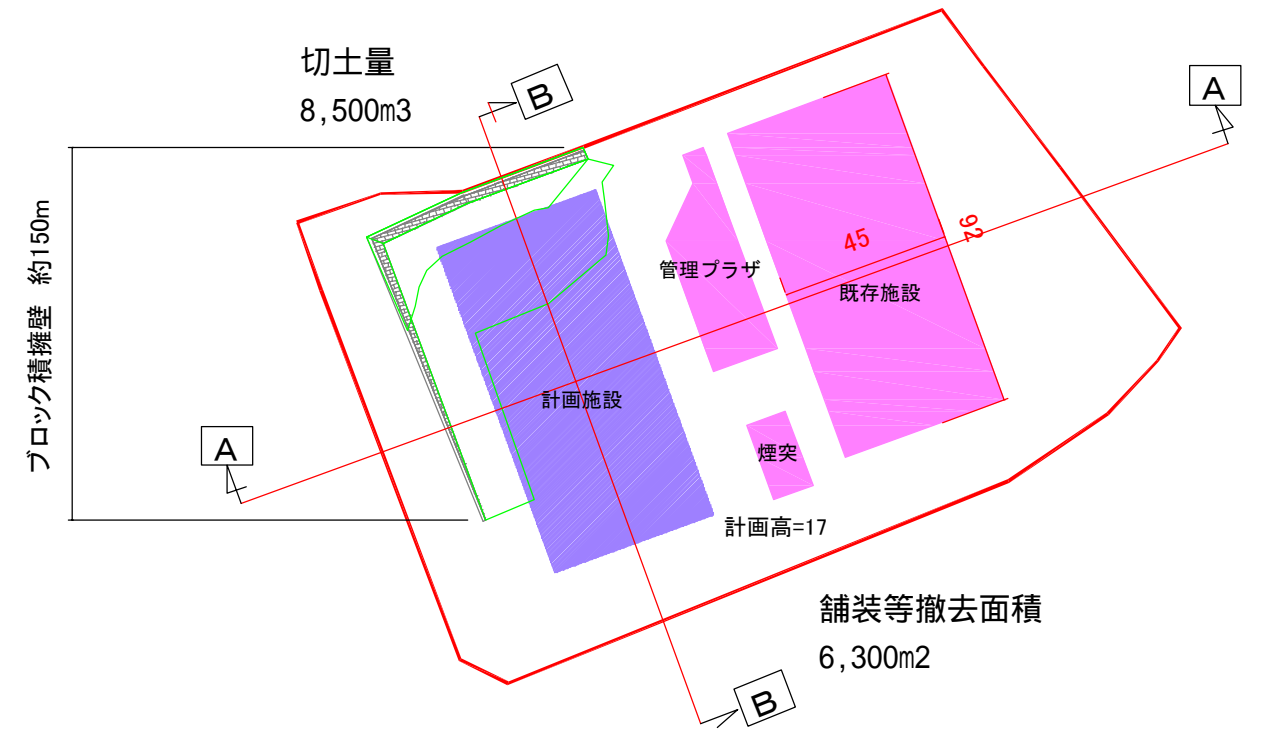 切土量
8,500m3
B
A
ブロック積擁壁　約150m
45
92
管理プラザ
既存施設
計画施設
A
煙突
計画高=17
舗装等撤去面積
6,300m2
B